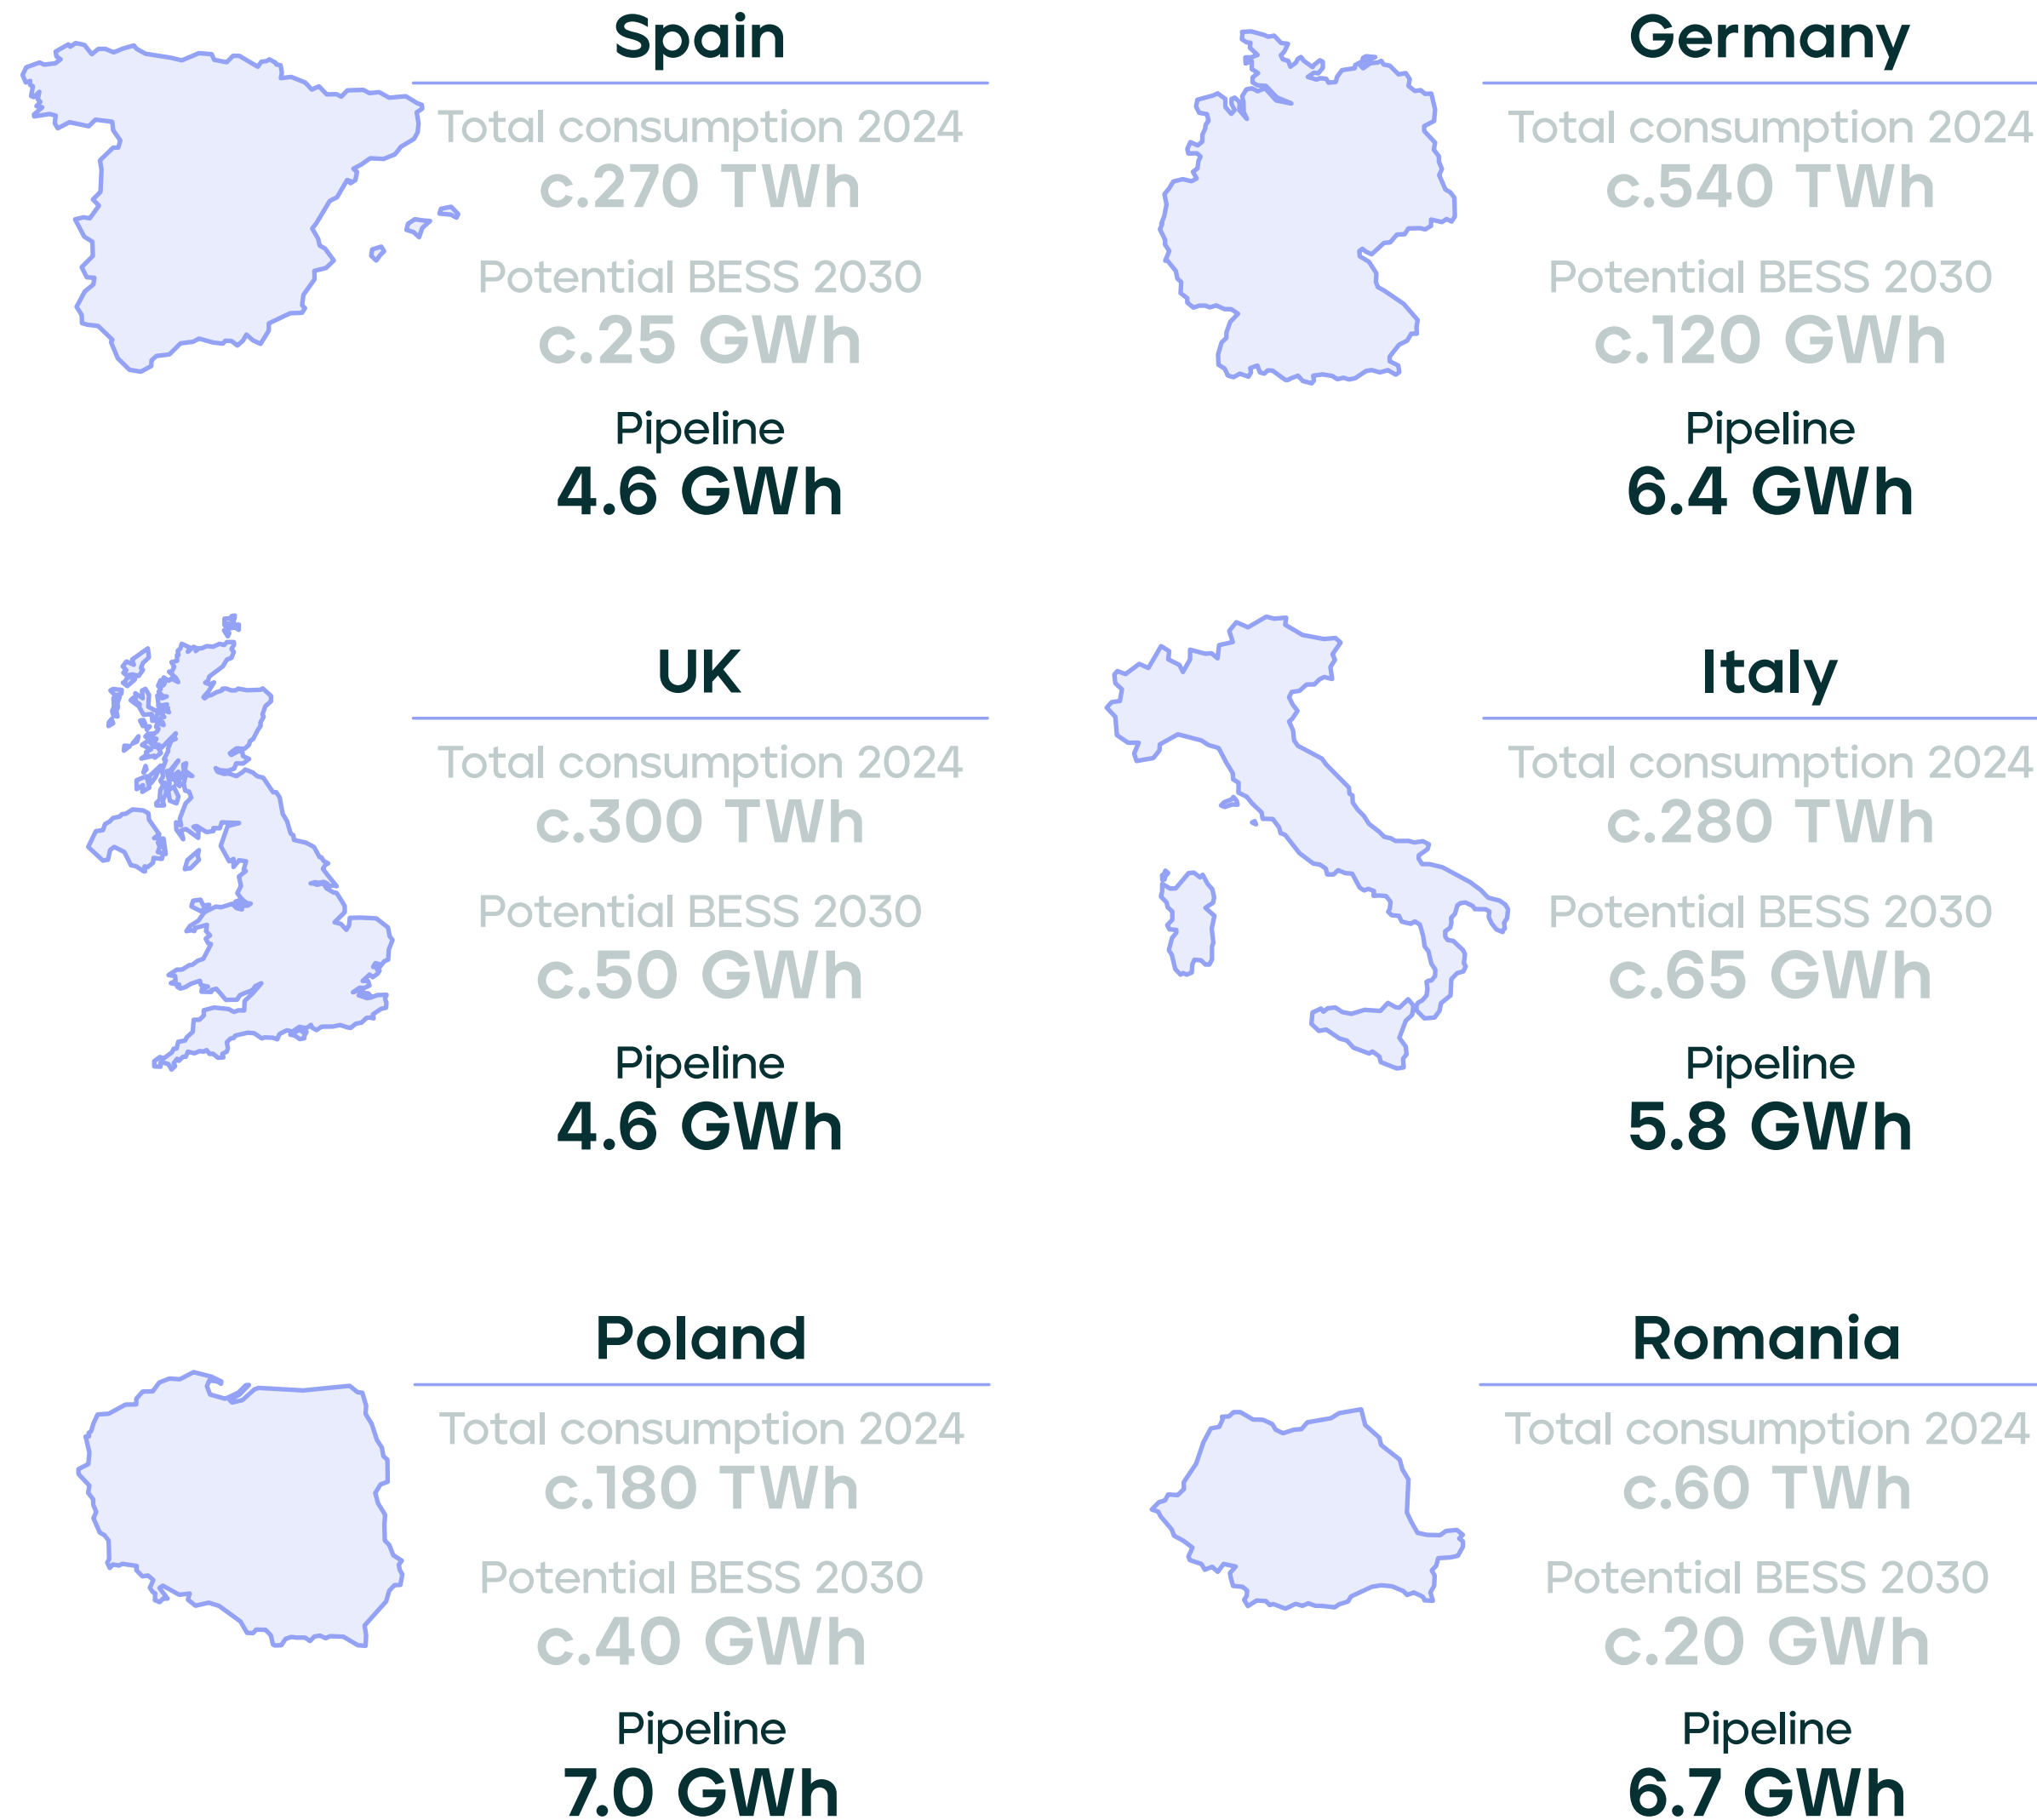 Spain
Total consumption 2024
c.270 TWh
Potential BESS 2030
c.25 GWh
Pipeline
4.6 GWh
Germany
Total consumption 2024
c.540 TWh
Potential BESS 2030
c.120 GWh
Pipeline
6.4 GWh
UK
Total consumption 2024
c.300 TWh
Potential BESS 2030
c.50 GWh
Pipeline
4.6 GWh
Italy
Total consumption 2024
c.280 TWh
Potential BESS 2030
c.65 GWh
Pipeline
5.8 GWh
Poland
Total consumption 2024
c.180 TWh
Potential BESS 2030
c.40 GWh
Pipeline
7.0 GWh
Romania
Total consumption 2024
c.60 TWh
Potential BESS 2030
c.20 GWh
Pipeline
6.7 GWh